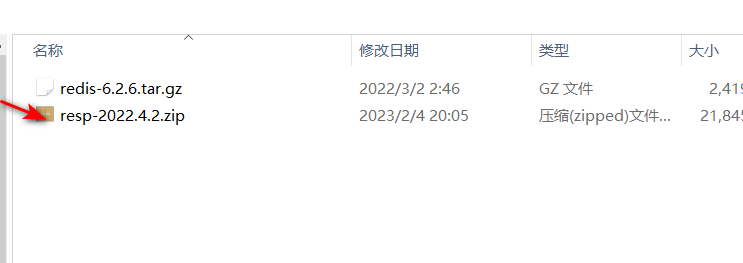 名称 修改日期 类型 大小
redis-6.2.6.tar.gz 2022/3/2 2:46 GZ 文件 2,419
resp-2022.4.2.zip 2023/2/4 20:05 压缩(zipped)文件... 21,845